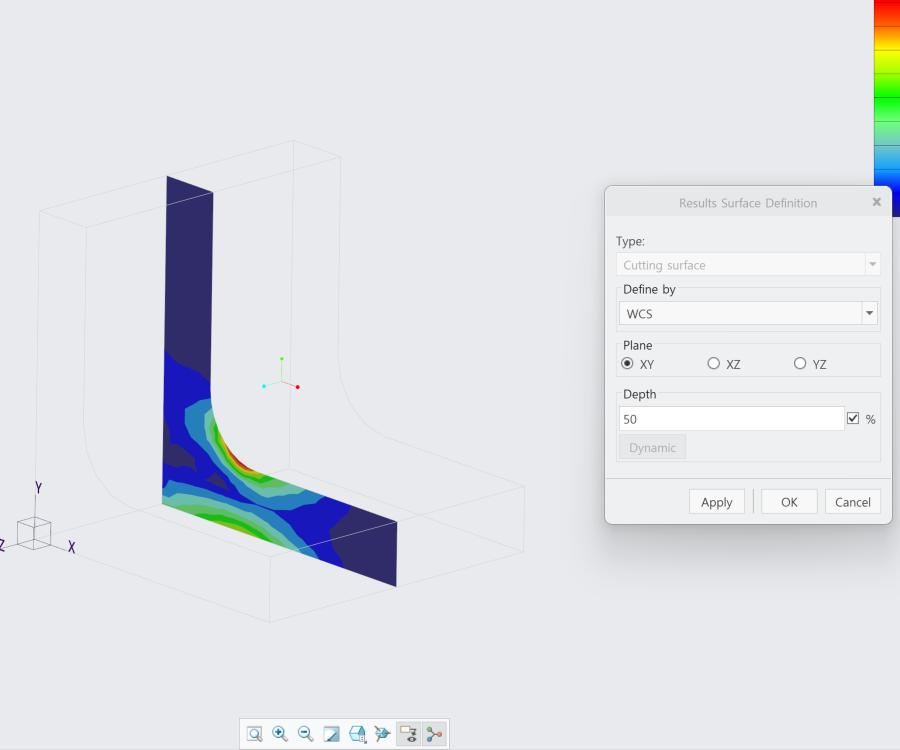 Results Surface Definition
Type:
Cutting surface
Define by
WCS
Plane
XY XZ YZ
Depth
50 %
Dynamic
Apply OK Cancel
Y
Z X